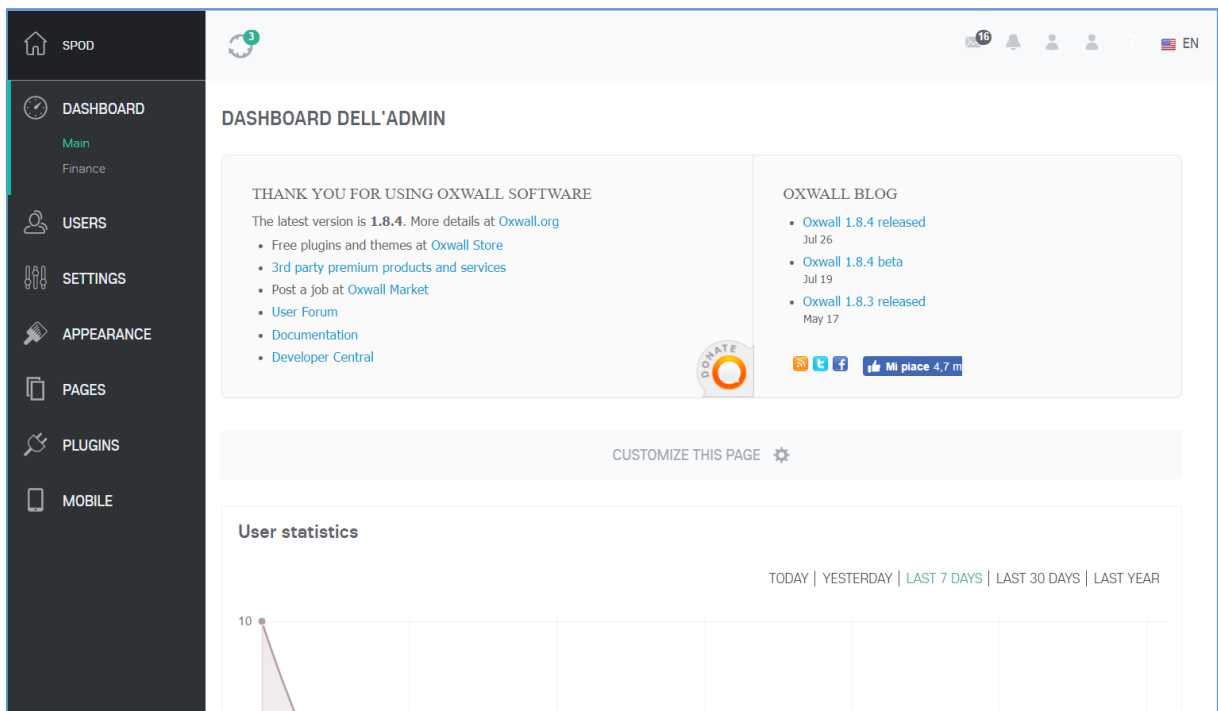 SPOD
3
16
EN
DASHBOARD
Main
Finance
USERS
SETTINGS
APPEARANCE
PAGES
PLUGINS
MOBILE
DASHBOARD DELL'ADMIN
THANK YOU FOR USING OXWALL SOFTWARE
The latest version is 1.8.4. More details at Oxwall.org
• Free plugins and themes at Oxwall Store
• 3rd party premium products and services
• Post a job at Oxwall Market
• User Forum
• Documentation
• Developer Central
DONATE
OXWALL BLOG
• Oxwall 1.8.4 released
Jul 26
• Oxwall 1.8.4 beta
Jul 19
• Oxwall 1.8.3 released
May 17
Mi piace 4,7 m
CUSTOMIZE THIS PAGE
User statistics
TODAY | YESTERDAY | LAST 7 DAYS | LAST 30 DAYS | LAST YEAR
10